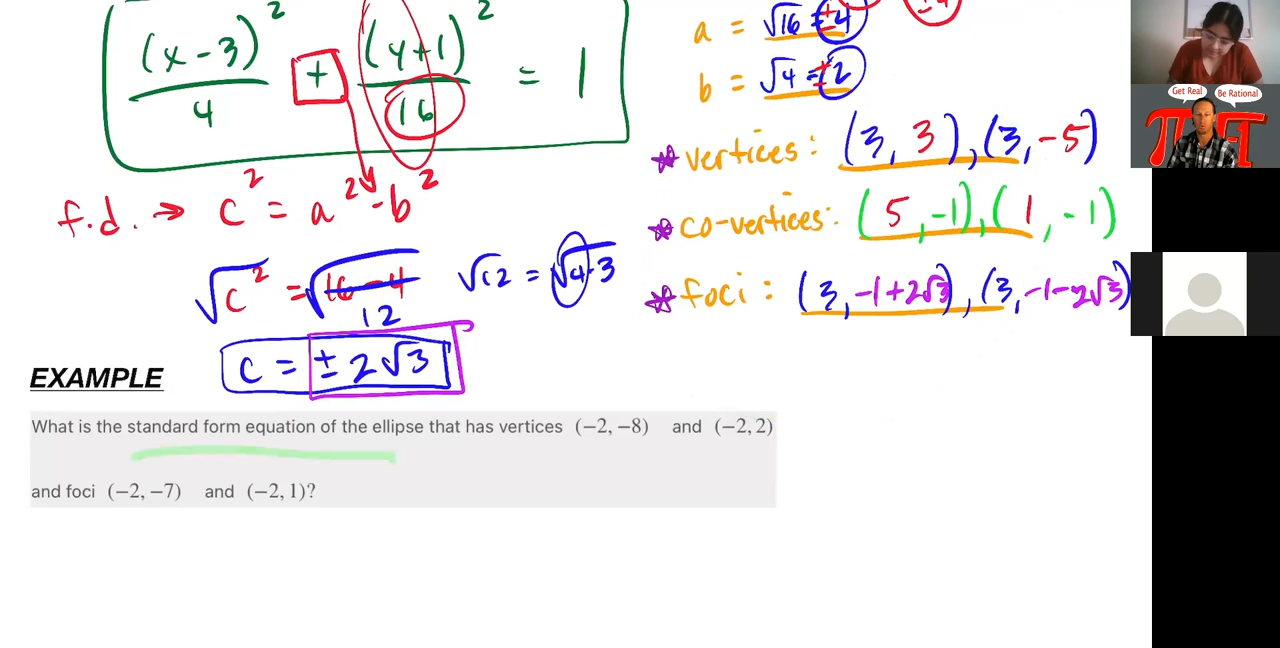 (x-3)² / 4 + (y+1)² / 16 = 1
a = √16 = ±4
b = √4 = ±2
* vertices: (3, 3), (3, -5)
* co-vertices: (5, -1), (1, -1)
* foci: (3, -1+2√3), (3, -1-2√3)
f.d. → c² = a² - b²
√c² = √16-4 √12 = √4·3
12
c = ±2√3
EXAMPLE
What is the standard form equation of the ellipse that has vertices (−2, −8) and (−2, 2)
and foci (−2, −7) and (−2, 1)?
Get Real
Be Rational